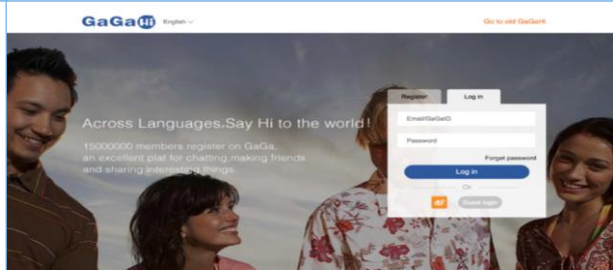 GaGaHi English
Go to old GaGaHi
Register Log in
Email/GaGaID
Across Languages.Say Hi to the world!
Password
15000000 members register on GaGa,
an excellent plat for chatting,making friends
and sharing interesting things.
Forget password
Log in
Or
Guest login